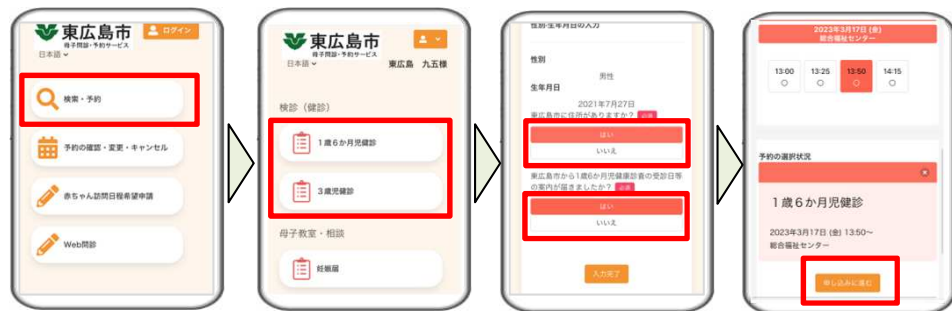 東広島市
ログイン
母子問診・予約サービス
日本語
検索・予約
予約の確認・変更・キャンセル
赤ちゃん訪問日程希望申請
Web問診
東広島市
母子問診・予約サービス
日本語
東広島 九五様
検診(健診)
1歳6か月児健診
3歳児健診
母子教室・相談
妊娠届
性別・生年月日の入力
性別
男性
生年月日
2021年7月27日
東広島市に住所がありますか? 必須
はい
いいえ
東広島市から1歳6か月児健康診査の受診日等
の案内が届きましたか? 必須
はい
いいえ
入力完了
2023年3月17日 (金)
総合福祉センター
13:00 13:25 13:50 14:15
予約の選択状況
1歳6か月児健診
2023年3月17日 (金) 13:50~
総合福祉センター
申し込みに進む